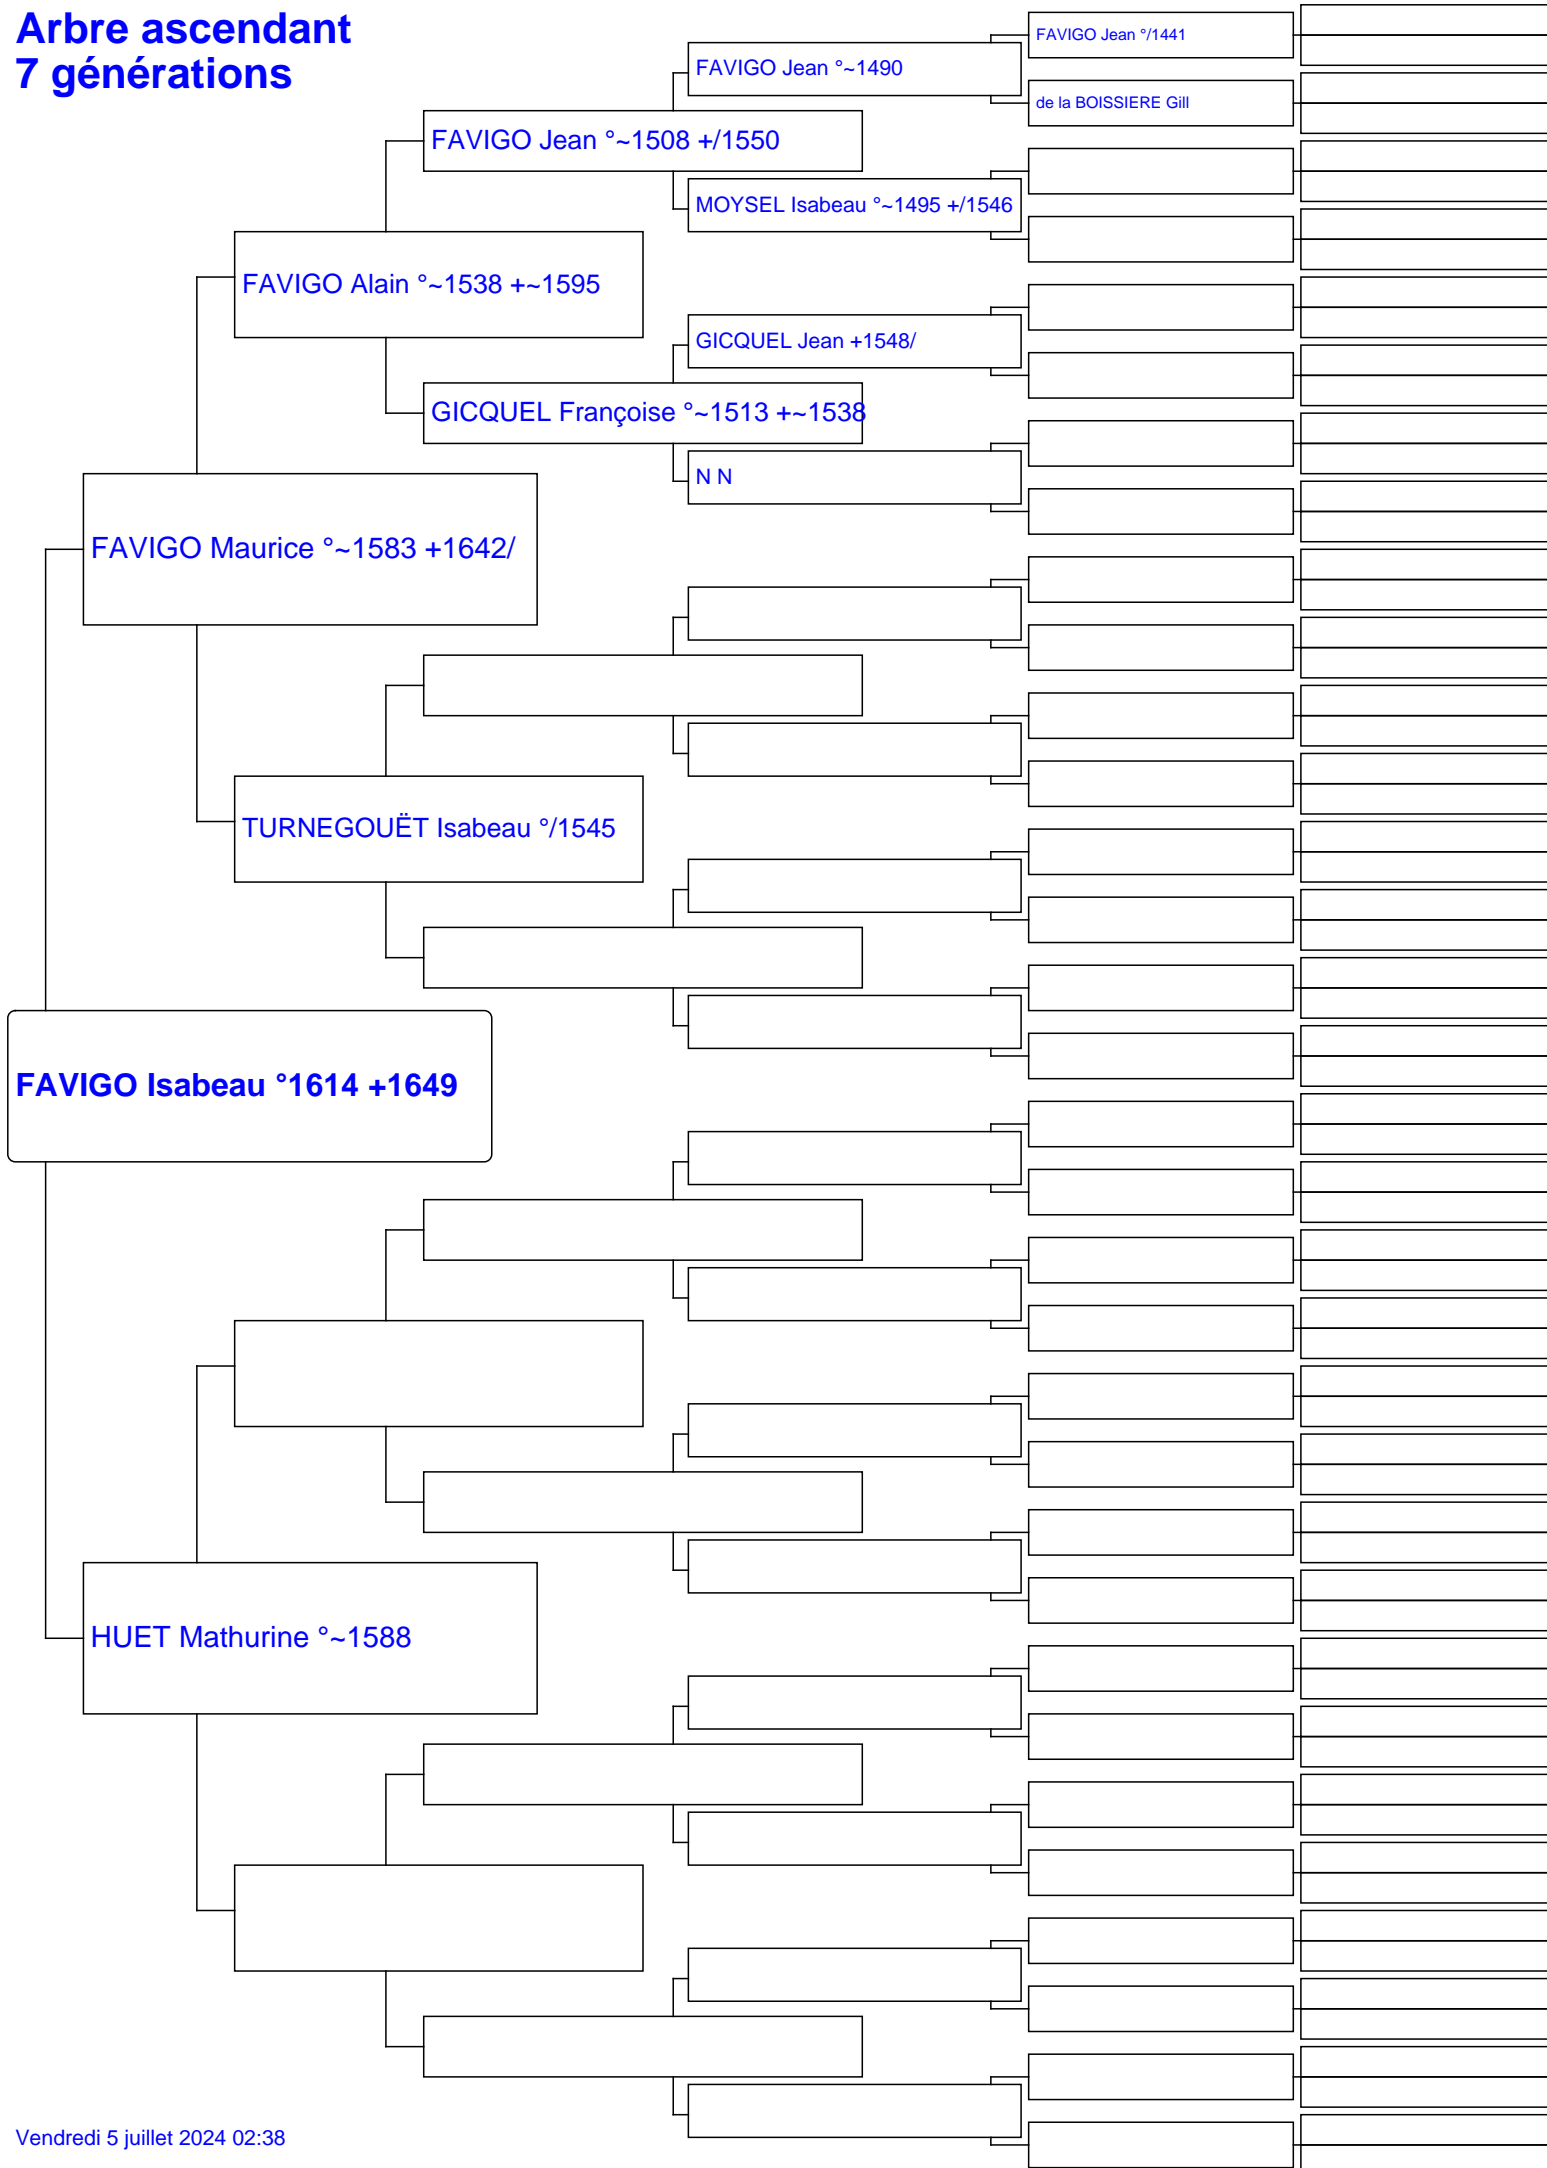 Arbre ascendant
7 générations
FAVIGO Jean °/1441
FAVIGO Jean °~1490
de la BOISSIERE Gill
FAVIGO Jean °~1508 +/1550
MOYSEL Isabeau °~1495 +/1546
FAVIGO Alain °~1538 +~1595
GICQUEL Jean +1548/
GICQUEL Françoise °~1513 +~1538
N N
FAVIGO Maurice °~1583 +1642/
TURNEGOUËT Isabeau °/1545
FAVIGO Isabeau °1614 +1649
HUET Mathurine °~1588
Vendredi 5 juillet 2024 02:38